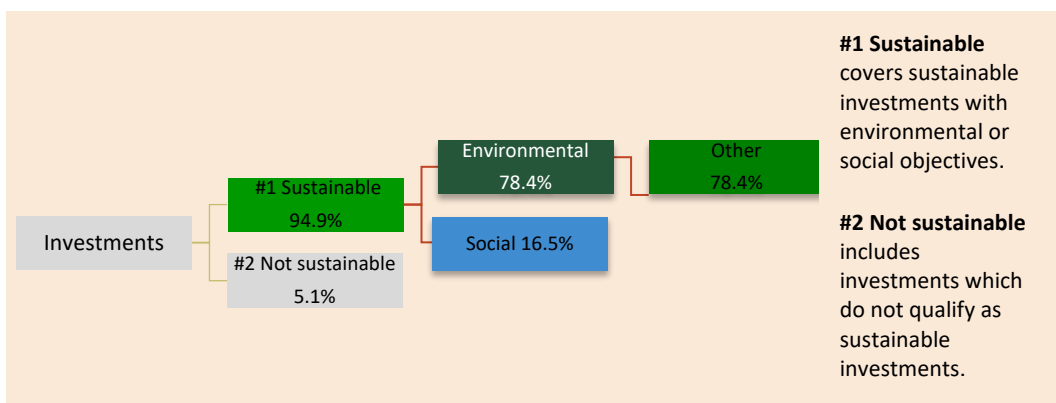 Investments
#1 Sustainable
94.9%
#2 Not sustainable
5.1%
Environmental
78.4%
Social 16.5%
Other
78.4%
#1 Sustainable
covers sustainable
investments with
environmental or
social objectives.
#2 Not sustainable
includes
investments which
do not qualify as
sustainable
investments.